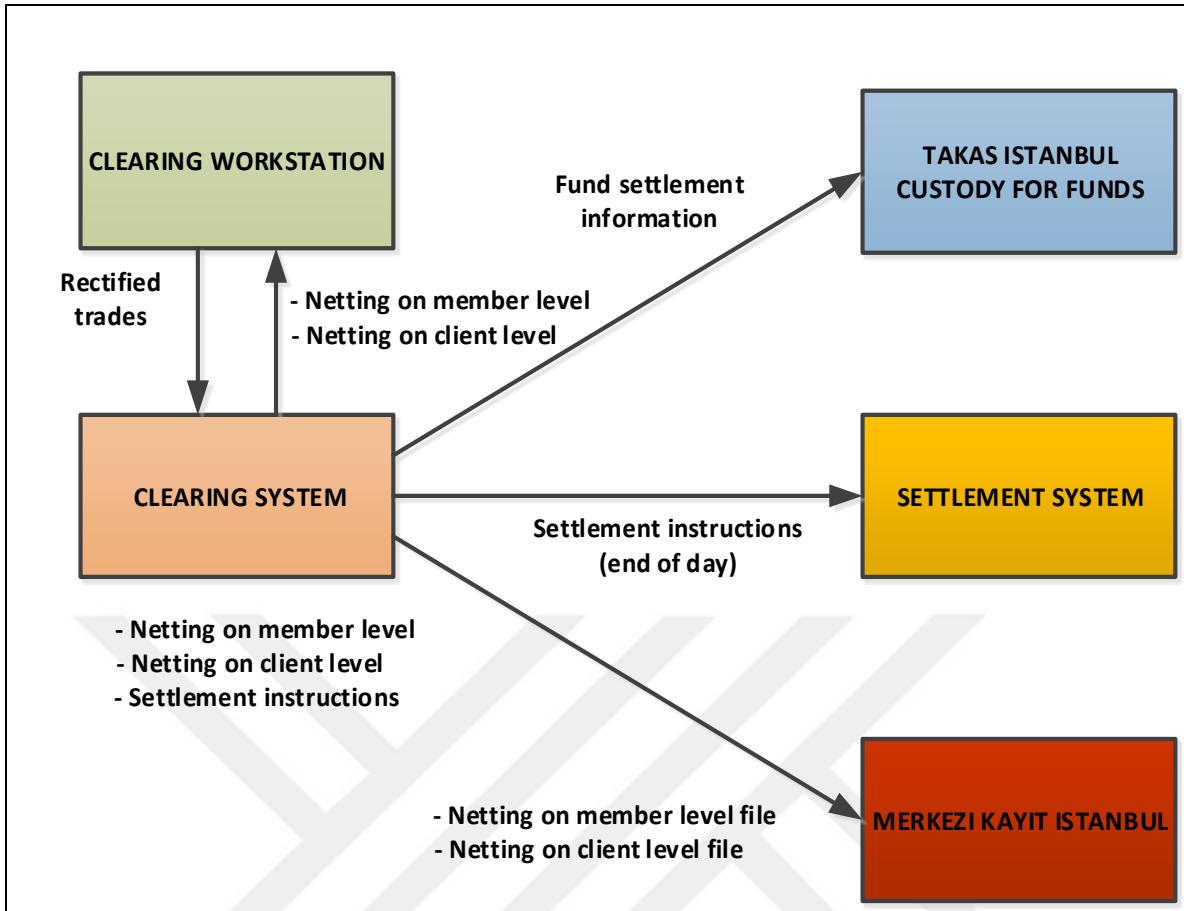 CLEARING WORKSTATION
TAKAS ISTANBUL
CUSTODY FOR FUNDS
Fund settlement
information
Rectified
trades
- Netting on member level
- Netting on client level
CLEARING SYSTEM
SETTLEMENT SYSTEM
Settlement instructions
(end of day)
- Netting on member level
- Netting on client level
- Settlement instructions
- Netting on member level file
- Netting on client level file
MERKEZI KAYIT ISTANBUL